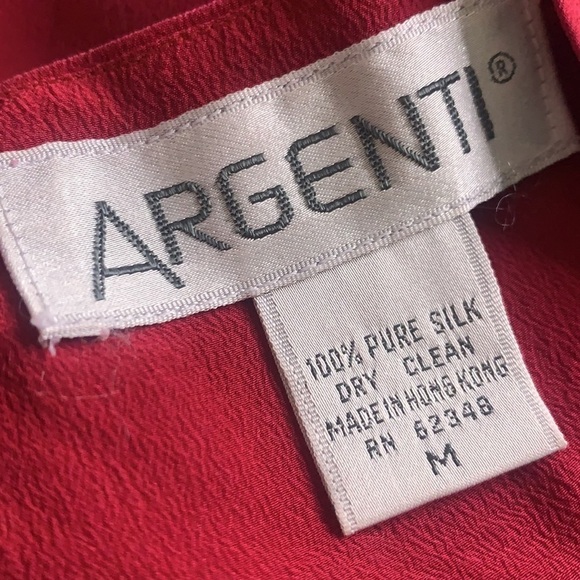 ARGENTI®
100% PURE SILK
DRY CLEAN
MADE IN HONG KONG
RN 62348
M